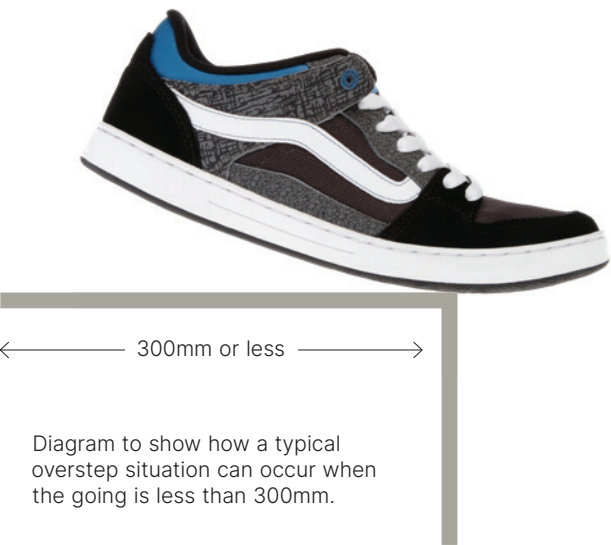 300mm or less
Diagram to show how a typical
overstep situation can occur when
the going is less than 300mm.